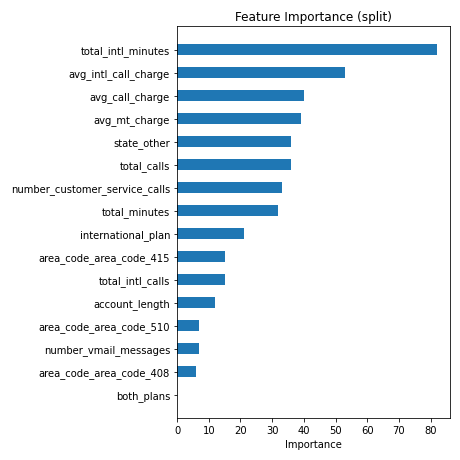 Feature Importance (split)
total_intl_minutes
avg_intl_call_charge
avg_call_charge
avg_mt_charge
state_other
total_calls
number_customer_service_calls
total_minutes
international_plan
area_code_area_code_415
total_intl_calls
account_length
area_code_area_code_510
number_vmail_messages
area_code_area_code_408
both_plans
0 10 20 30 40 50 60 70 80
Importance